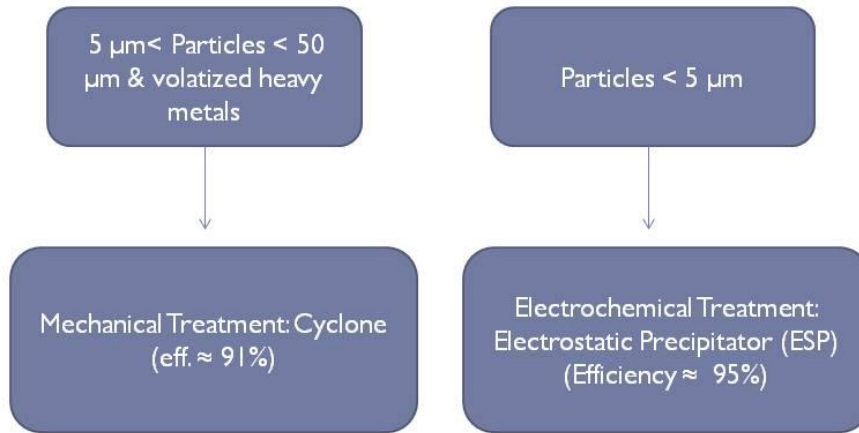 5 µm< Particles < 50
µm & volatized heavy
metals
Particles < 5 µm
Mechanical Treatment: Cyclone
(eff. ≈ 91%)
Electrochemical Treatment:
Electrostatic Precipitator (ESP)
(Efficiency ≈ 95%)